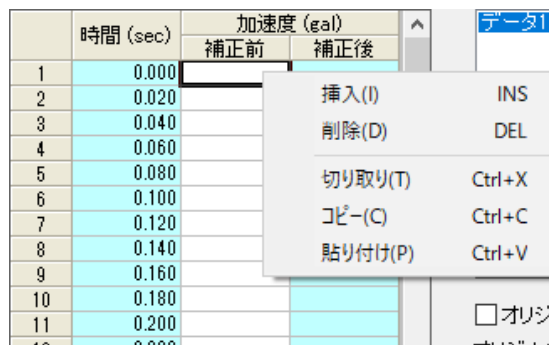 時間 (sec) 加速度 (gal) データ1
補正前 補正後
1 0.000
2 0.020 挿入(I) INS
3 0.040 削除(D) DEL
4 0.060
5 0.080 切り取り(T) Ctrl+X
6 0.100
7 0.120 コピー(C) Ctrl+C
8 0.140 貼り付け(P) Ctrl+V
9 0.160
10 0.180
11 0.200 オリジ